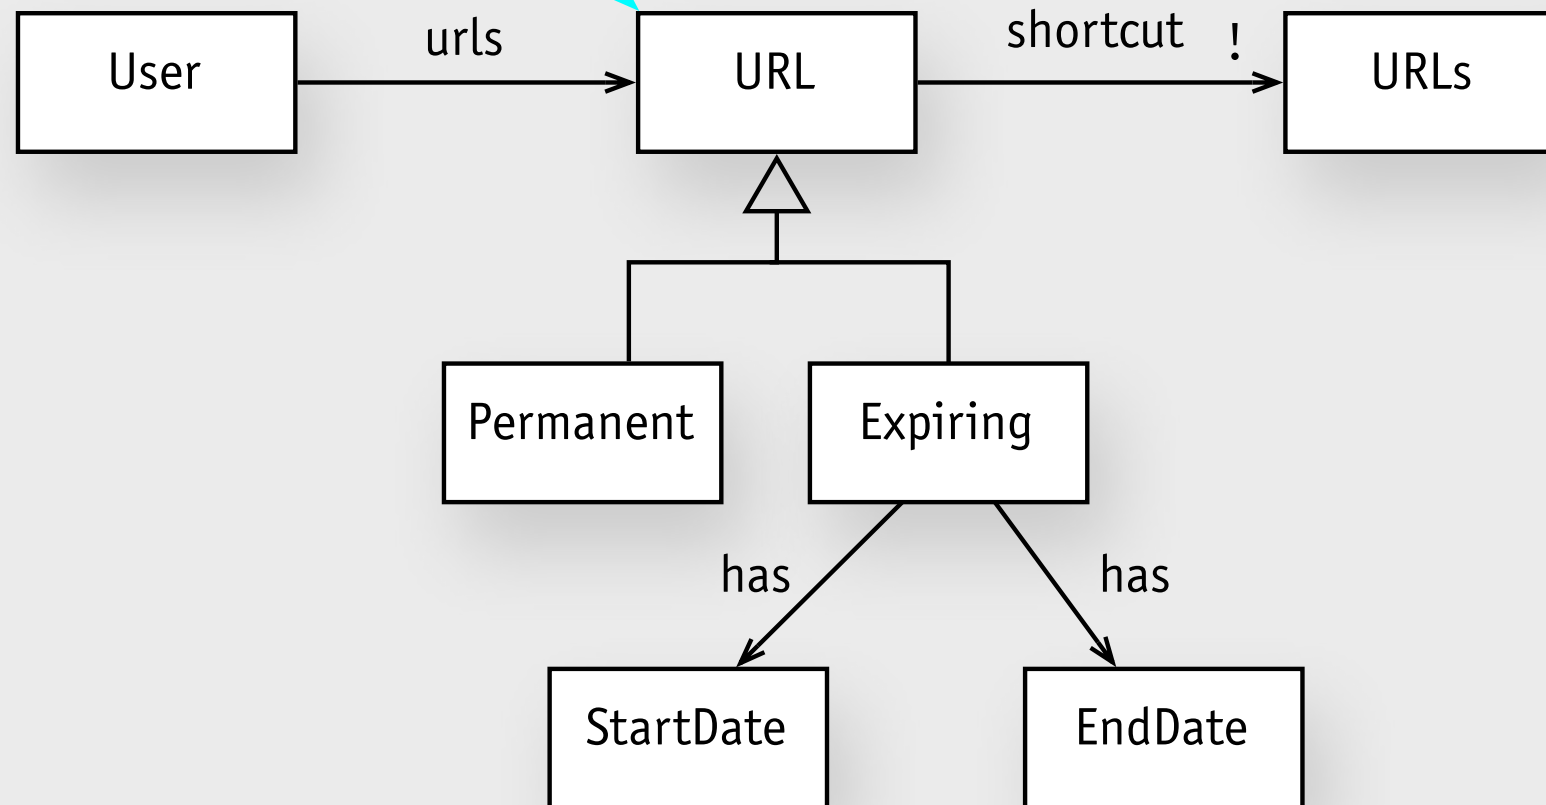 User
urls
URL
shortcut
!
URLs
Permanent
Expiring
has
has
StartDate
EndDate